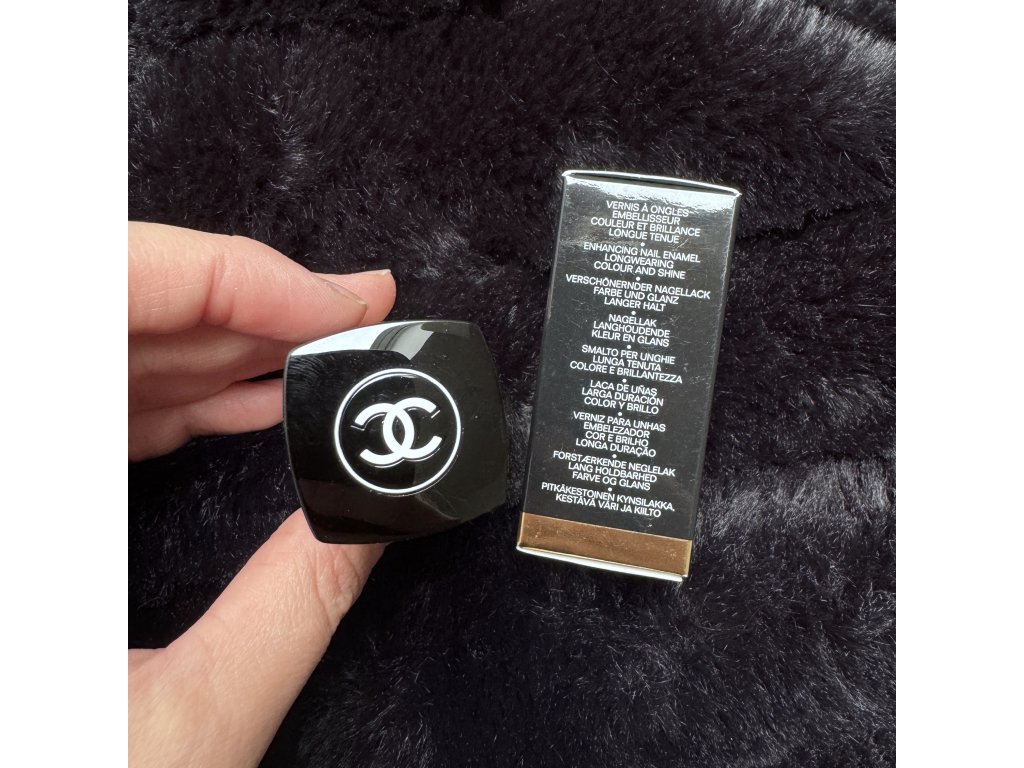 VERNIS À ONGLES
EMBELLISSEUR
COULEUR ET BRILLANCE
LONGUE TENUE
•
ENHANCING NAIL ENAMEL
LONGWEARING
COLOUR AND SHINE
•
VERSCHÖNERNDER NAGELLACK
FARBE UND GLANZ
LANGER HALT
•
NAGELLAK
LANGHOUDENDE
KLEUR EN GLANS
•
SMALTO PER UNGHIE
LUNGA TENUTA
COLORE E BRILLANTEZZA
•
LACA DE UÑAS
LARGA DURACIÓN
COLOR Y BRILLO
•
VERNIZ PARA UNHAS
EMBELEZADOR
COR E BRILHO
LONGA DURAÇÃO
•
FORSTÆRKENDE NEGLELAK
LANG HOLDBARHED
FARVE OG GLANS
•
PITKÄKESTOINEN KYNSILAKKA,
KESTÄVÄ VÄRI JA KIILTO